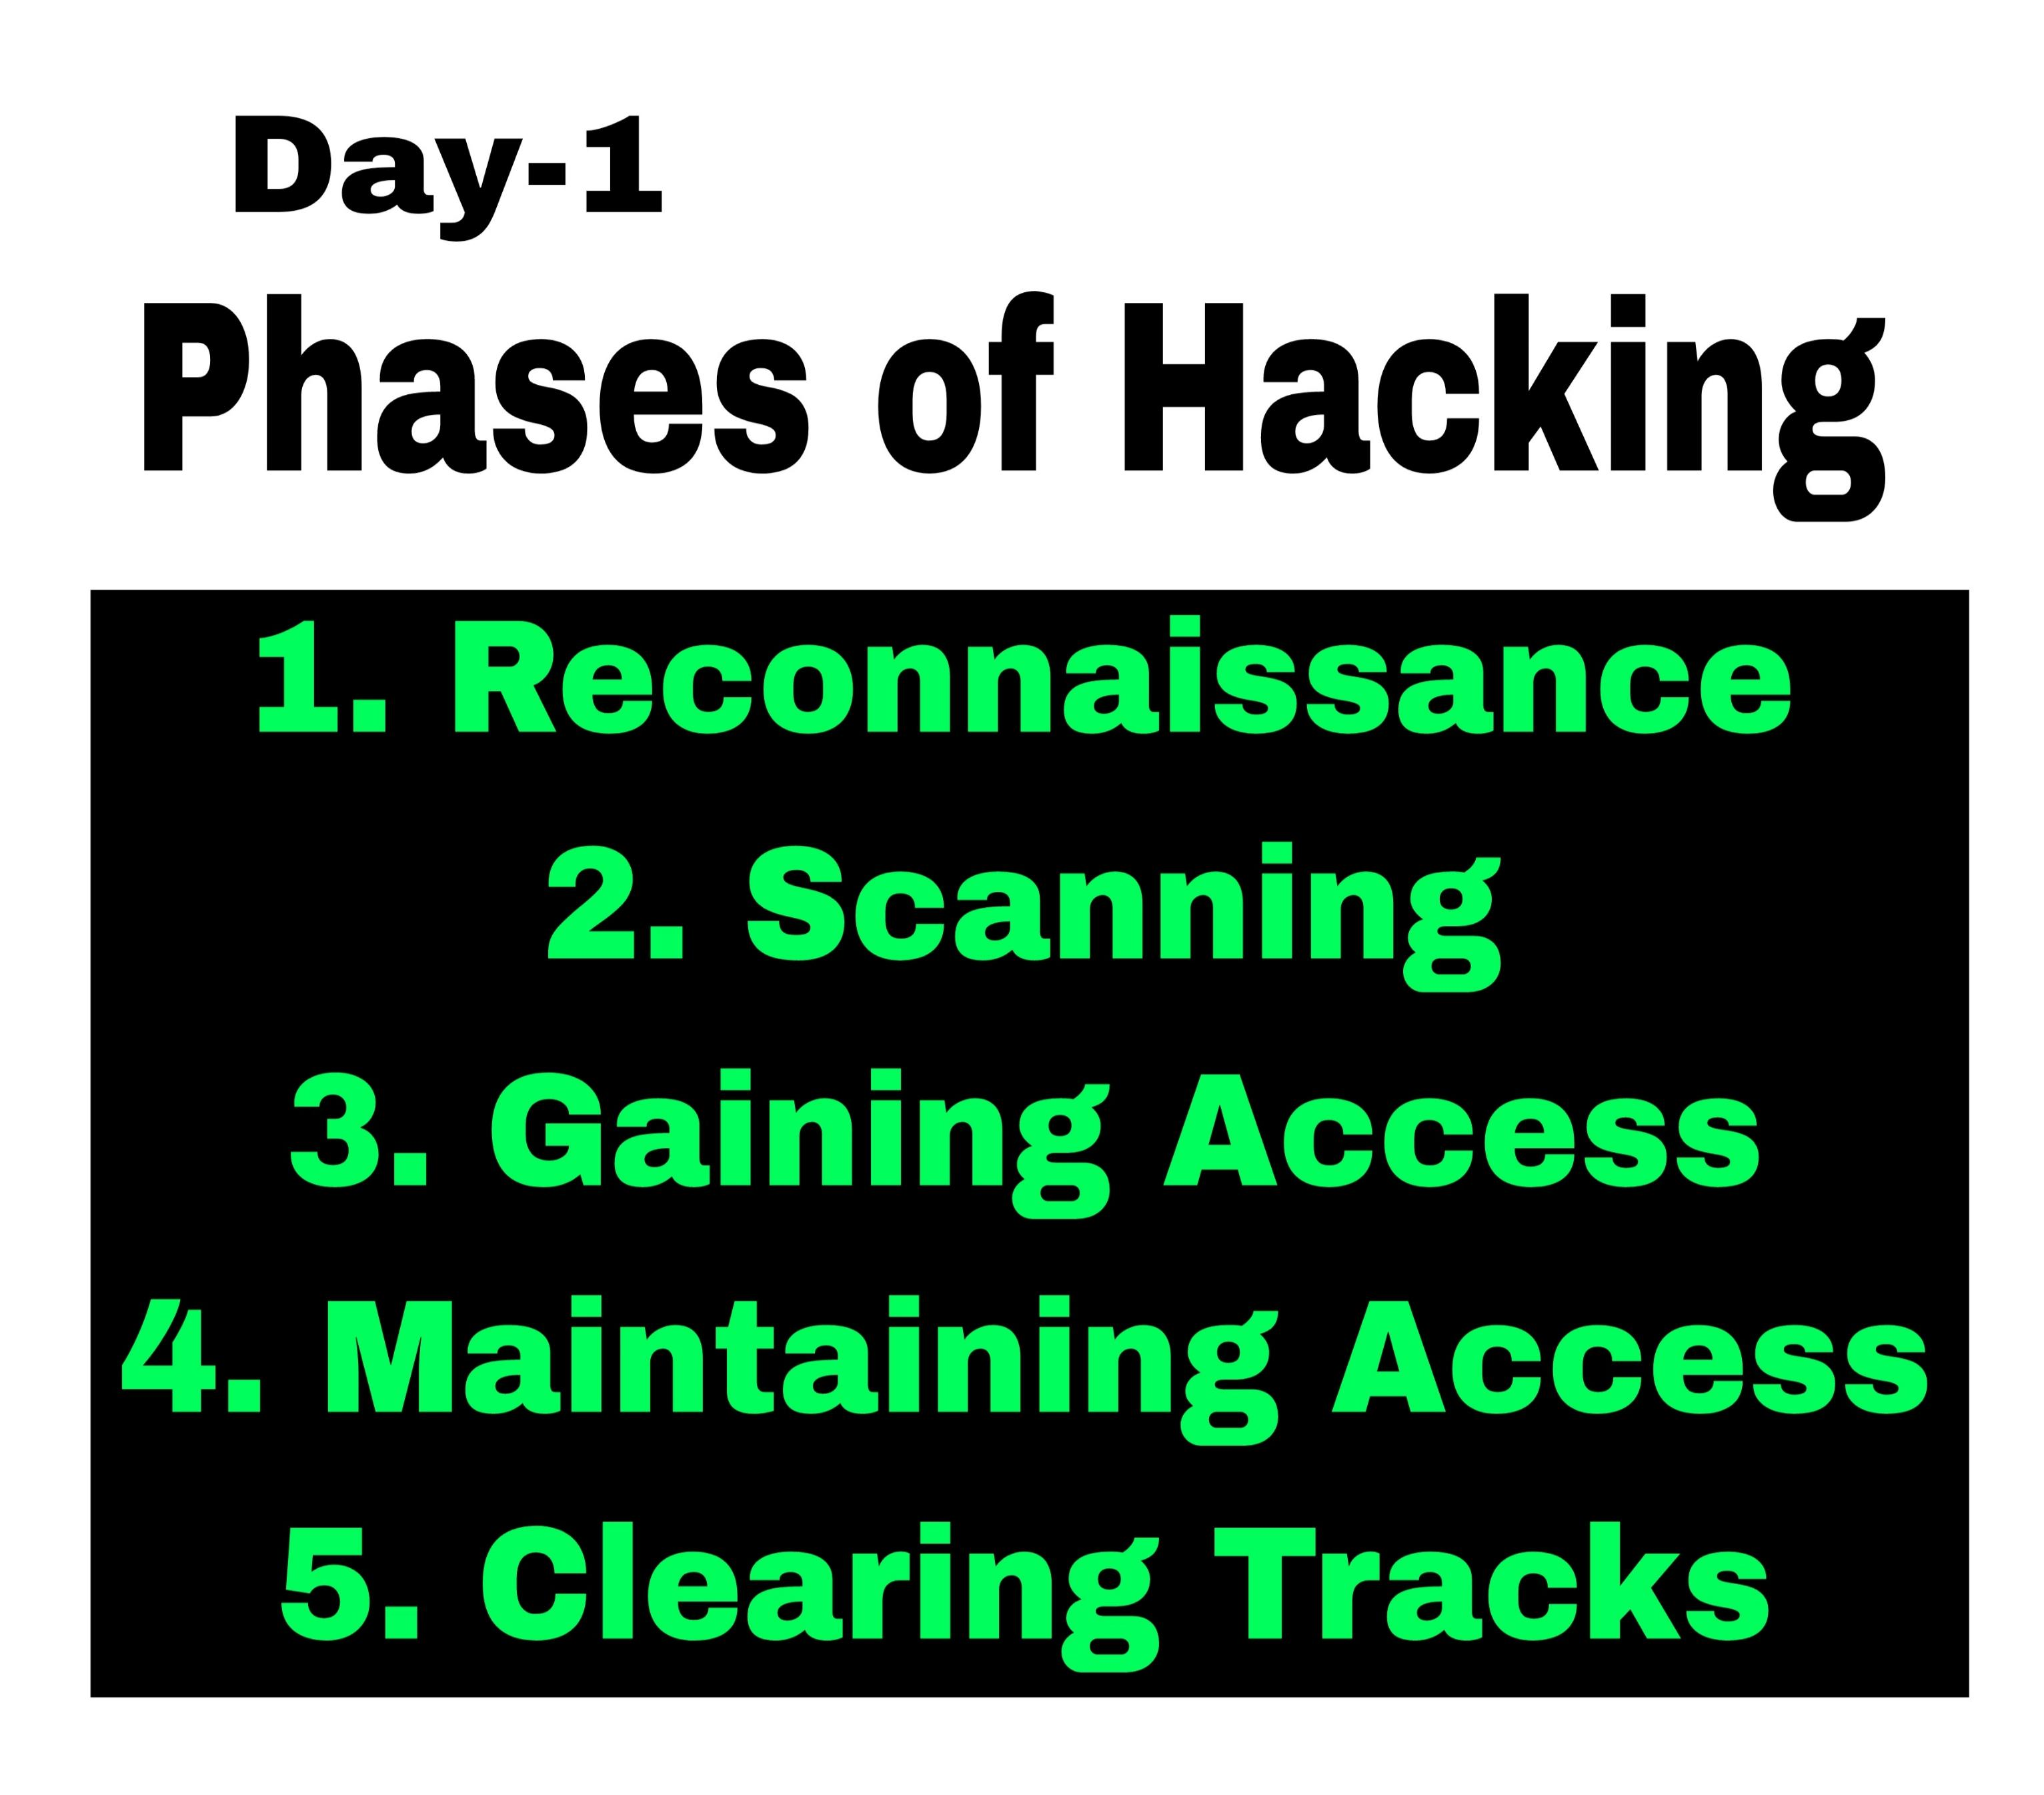 Day-1
Phases of Hacking
1. Reconnaissance
2. Scanning
3. Gaining Access
4. Maintaining Access
5. Clearing Tracks